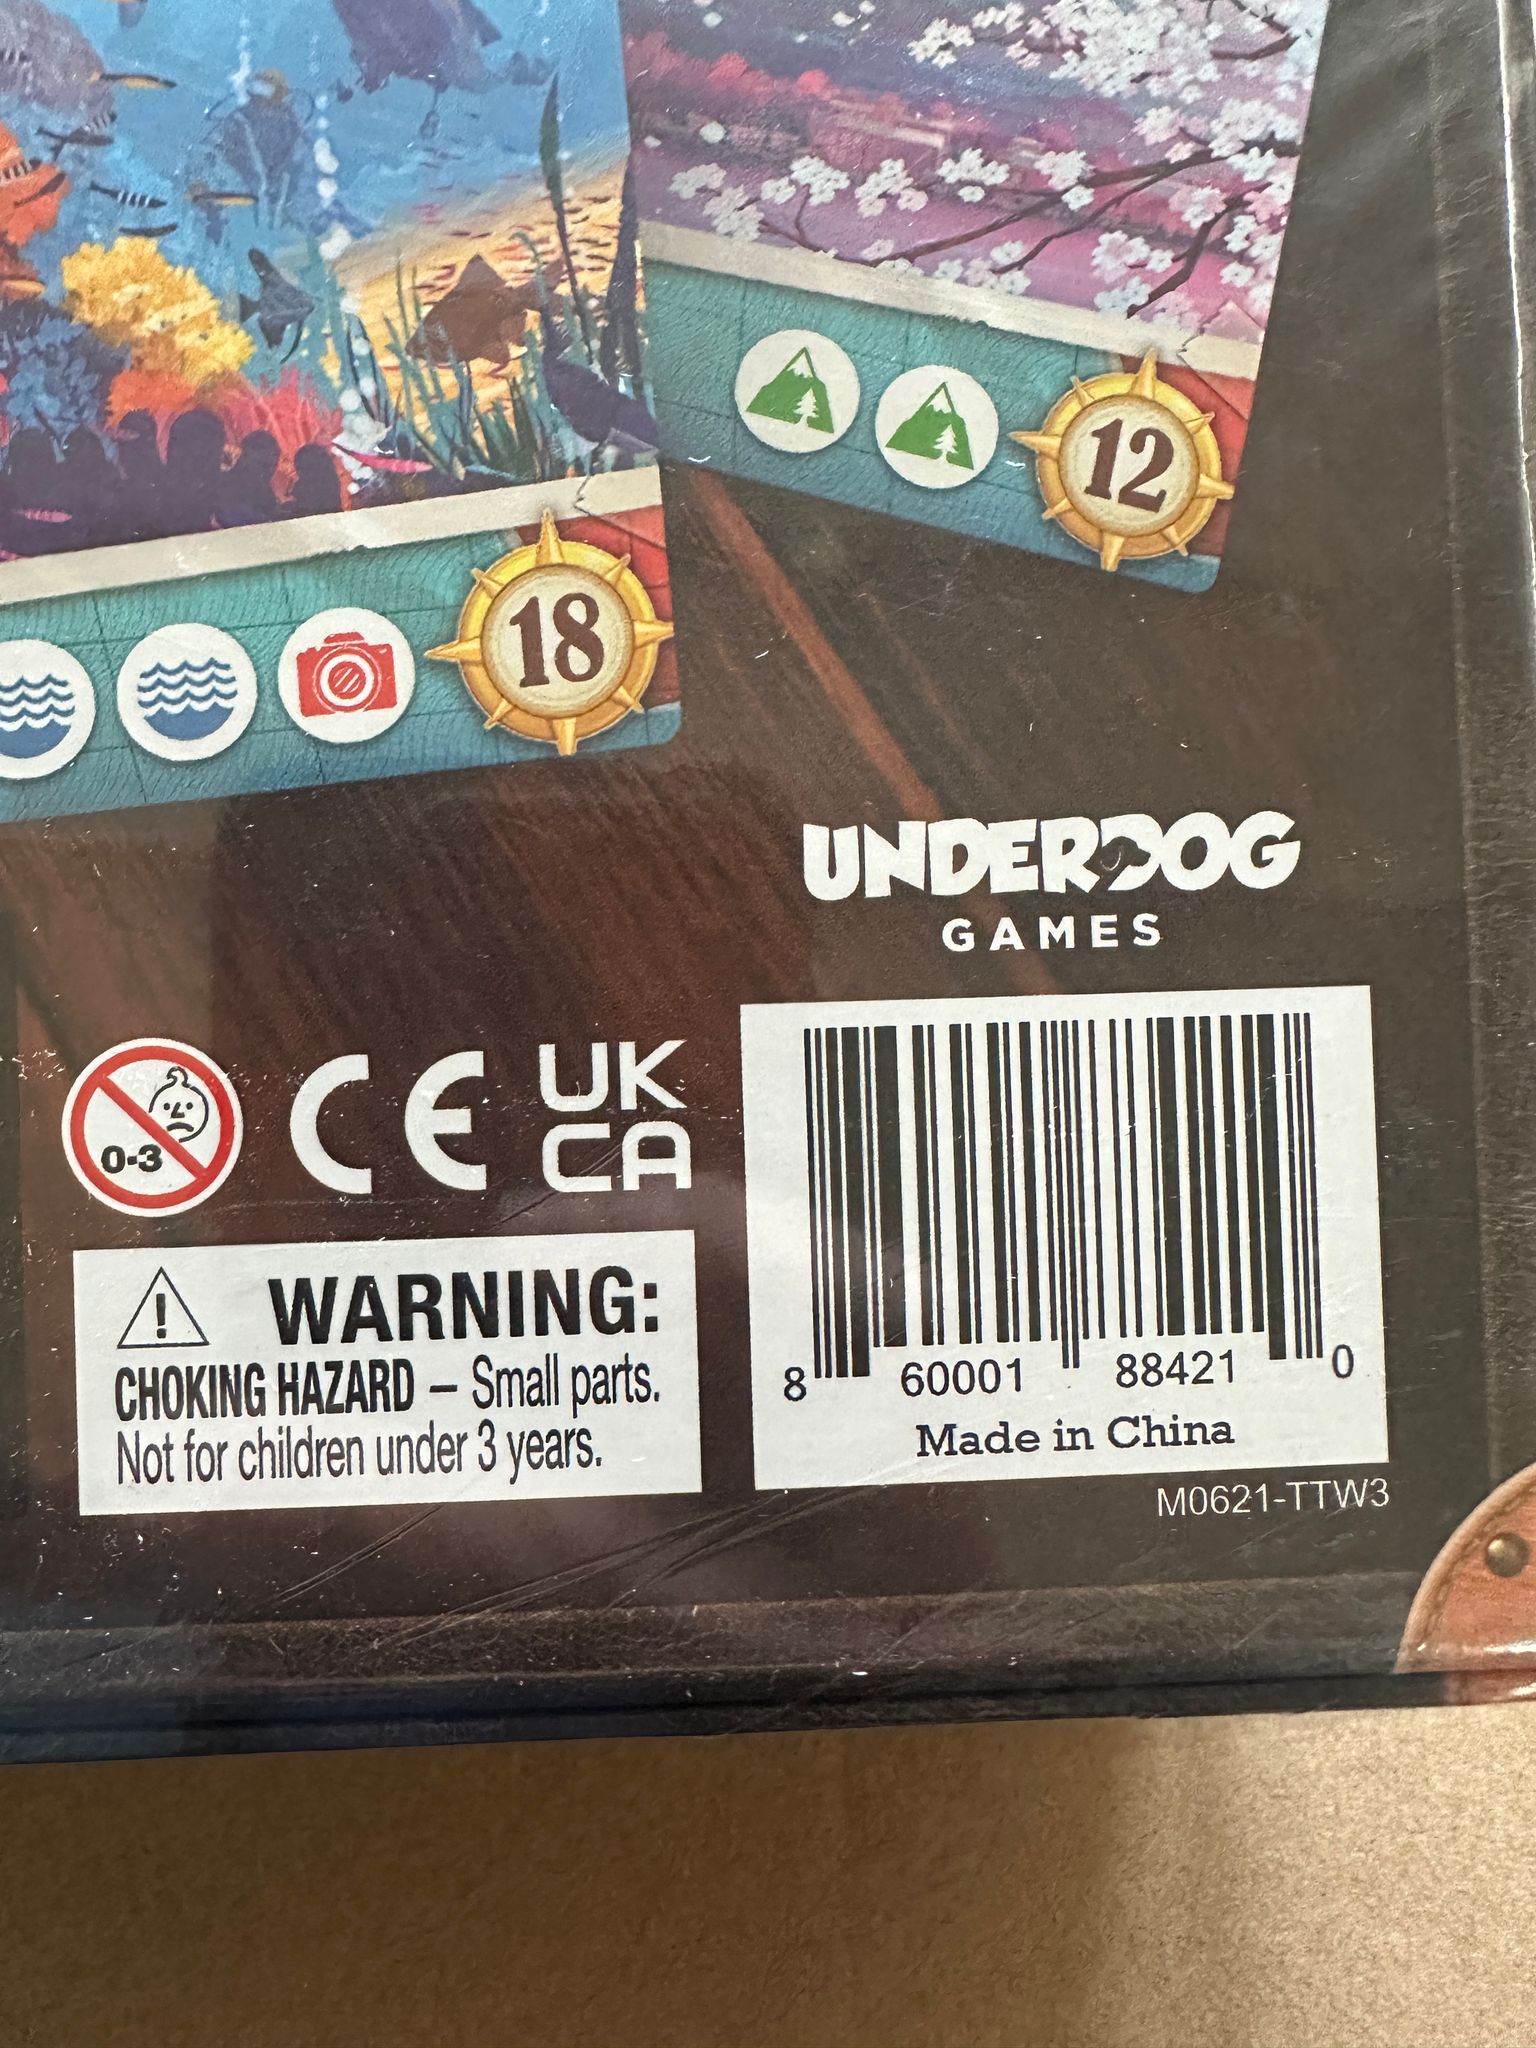 12
18
UNDERDOG
GAMES
0-3
CE
UK
CA
WARNING:
CHOKING HAZARD – Small parts.
Not for children under 3 years.
8 60001 88421 0
Made in China
M0621-TTW3